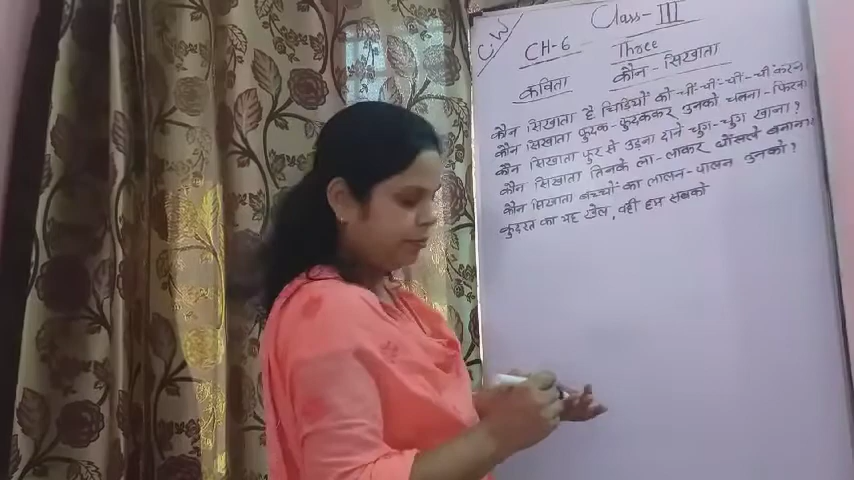 C.W
Class-III
CH-6 Three
कविता कौन-सिखाता
कौन सिखाता है चिडियों को चीं-चीं-चीं-चीं करना
कौन सिखाता फुदक-फुदककर उनको चलना-फिरना
कौन सिखाता फुर से उड़ना दाने चुग-चुग खाना?
कौन सिखाता तिनके ला-लाकर घोंसले बनाना?
कौन सिखाता बच्चों का लालन-पालन उनको?
कुदरत का यह खेल, वही हम सबको